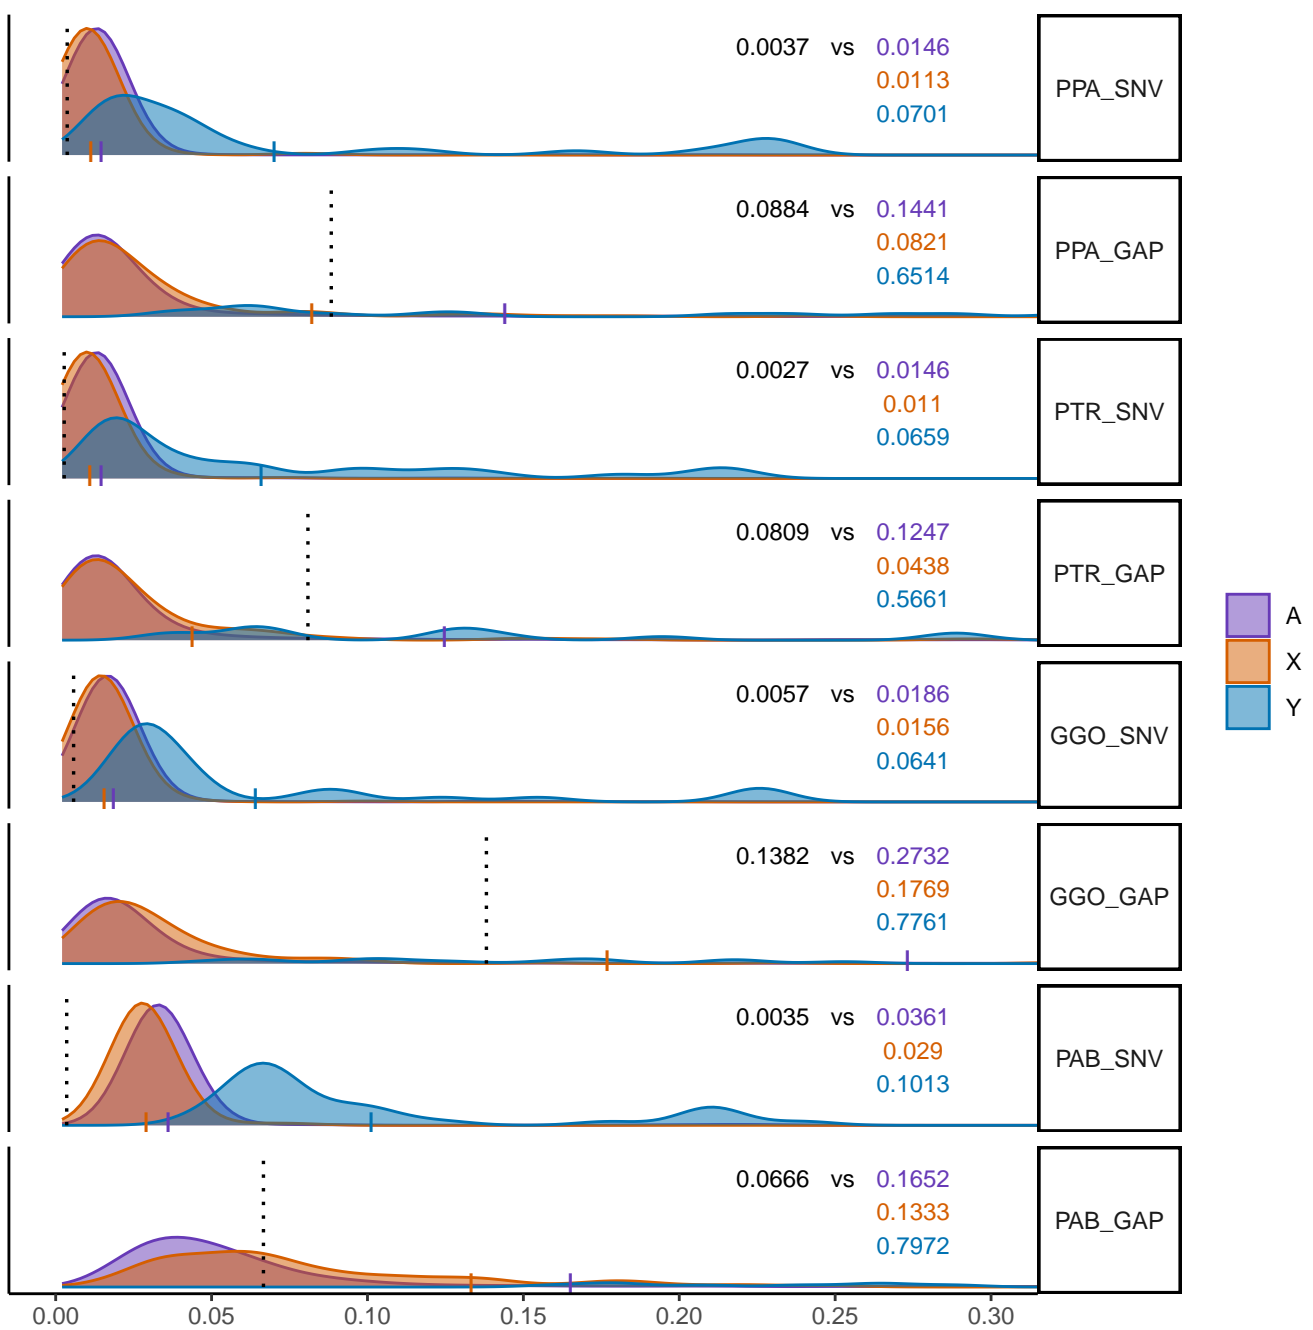 0.0037 vs 0.0146
0.0113
0.0701
PPA_SNV
0.0884 vs 0.1441
0.0821
0.6514
PPA_GAP
0.0027 vs 0.0146
0.011
0.0659
PTR_SNV
0.0809 vs 0.1247
0.0438
0.5661
PTR_GAP
0.0057 vs 0.0186
0.0156
0.0641
GGO_SNV
0.1382 vs 0.2732
0.1769
0.7761
GGO_GAP
0.0035 vs 0.0361
0.029
0.1013
PAB_SNV
0.0666 vs 0.1652
0.1333
0.7972
PAB_GAP
0.00 0.05 0.10 0.15 0.20 0.25 0.30
A
X
Y